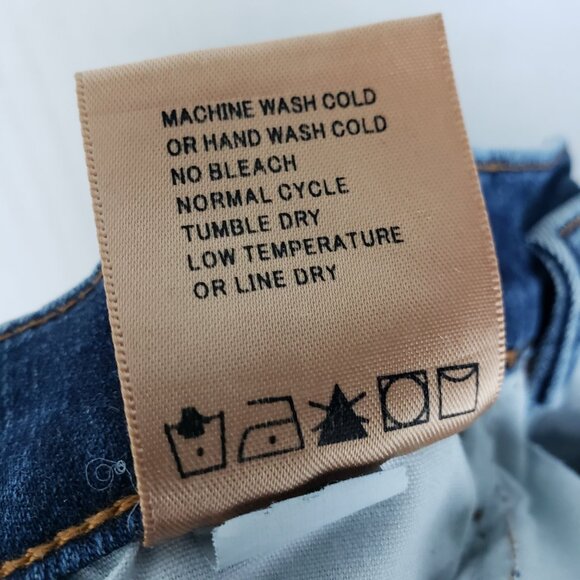 MACHINE WASH COLD
OR HAND WASH COLD
NO BLEACH
NORMAL CYCLE
TUMBLE DRY
LOW TEMPERATURE
OR LINE DRY